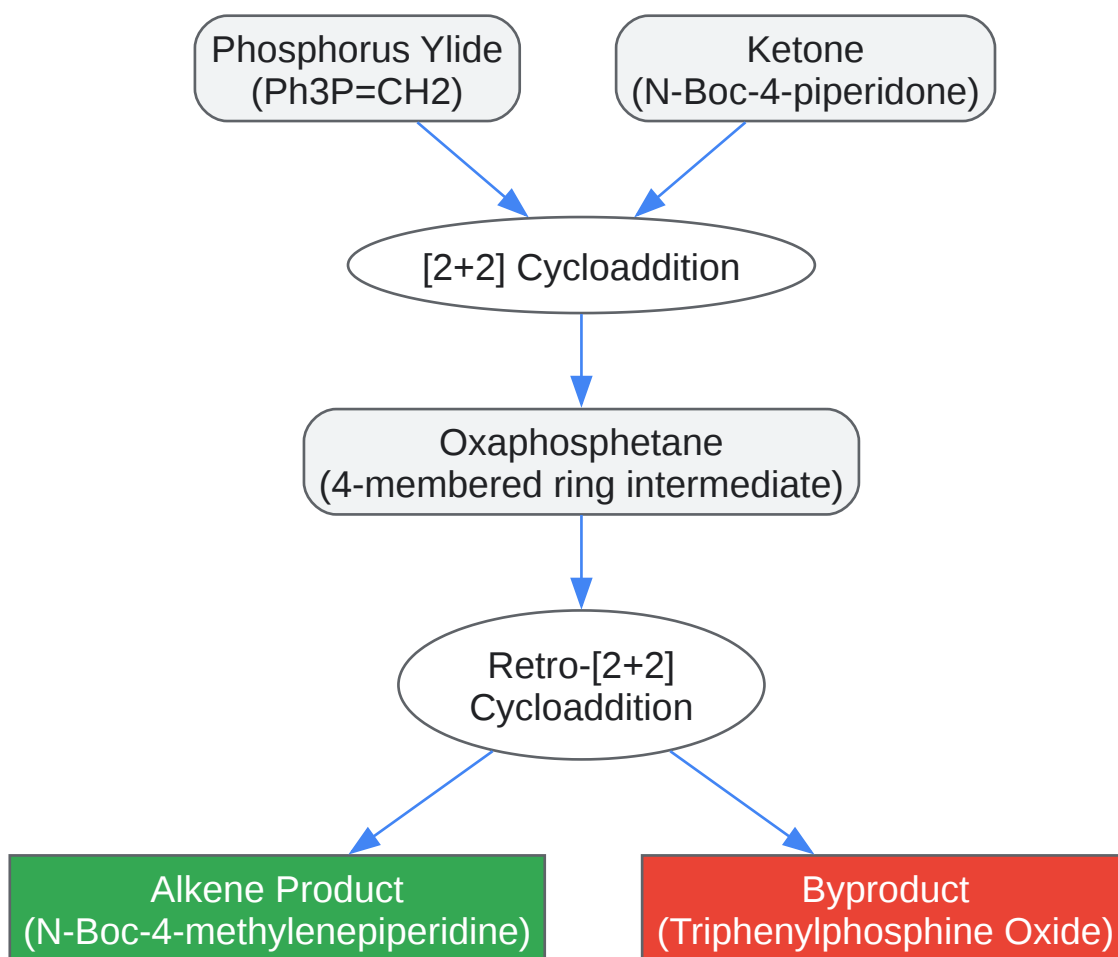 Phosphorus Ylide
(Ph3P=CH2)
Ketone
(N-Boc-4-piperidone)
[2+2] Cycloaddition
Oxaphosphetane
(4-membered ring intermediate)
Retro-[2+2]
Cycloaddition
Alkene Product
(N-Boc-4-methylenepiperidine)
Byproduct
(Triphenylphosphine Oxide)